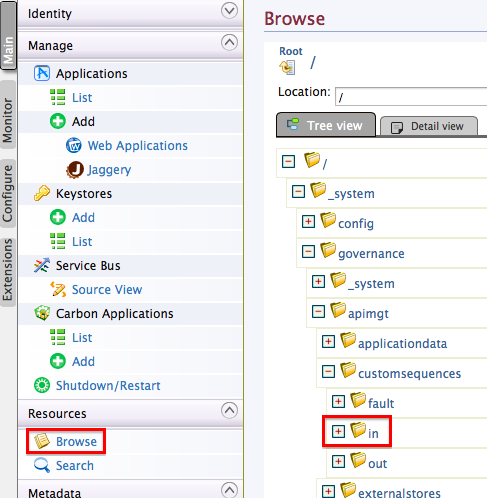 Main
Monitor
Configure
Extensions
Identity
Manage
Applications
List
Add
Web Applications
Jaggery
Keystores
Add
List
Service Bus
Source View
Carbon Applications
List
Add
Shutdown/Restart
Resources
Browse
Search
Metadata
Browse
Root
/
Location: /
Tree view Detail view
/
_system
config
governance
_system
apimgt
applicationdata
customsequences
fault
in
out
externalstores